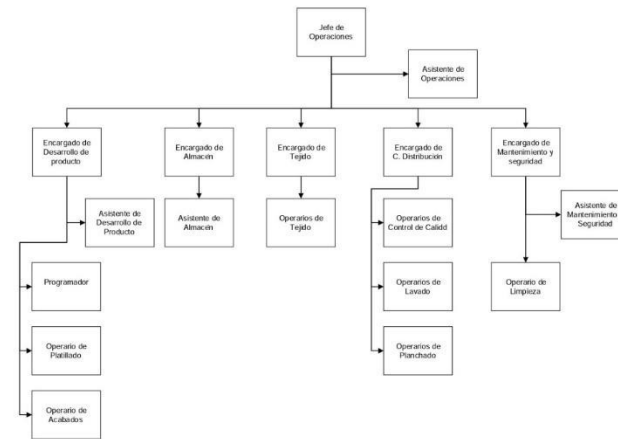 Jefe de
Operaciones
Asistente de
Operaciones
Encargado de
Desarrollo de
producto
Encargado de
Almacén
Encargado de
Tejido
Encargado de
C. Distribución
Encargado de
Mantenimiento y
seguridad
Asistente de
Desarrollo de
Producto
Asistente de
Almacén
Operarios de
Tejido
Operarios de
Control de Calidd
Asistente de
Mantenimiento
Seguridad
Programador
Operarios de
Lavado
Operario de
Limpieza
Operario de
Platillado
Operarios de
Planchado
Operario de
Acabados